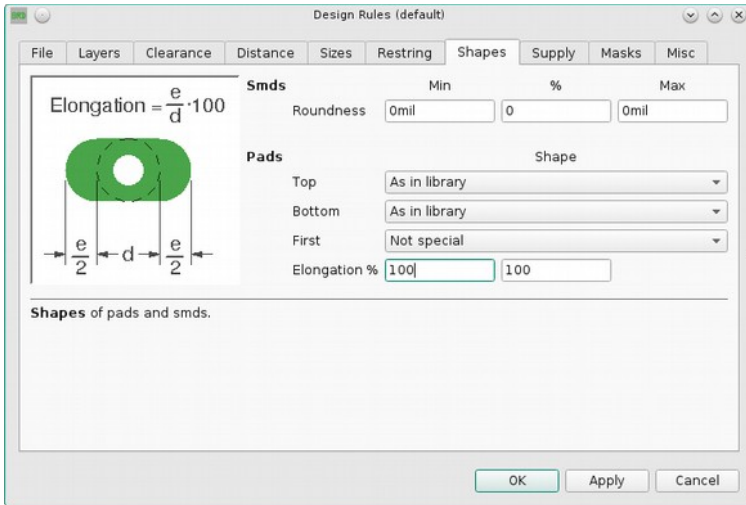 Design Rules (default)
File Layers Clearance Distance Sizes Restring Shapes Supply Masks Misc
Elongation = e/d ·100
e/2 d e/2
Smds Min % Max
Roundness 0mil 0 0mil
Pads Shape
Top As in library
Bottom As in library
First Not special
Elongation % 100 100
Shapes of pads and smds.
OK Apply Cancel